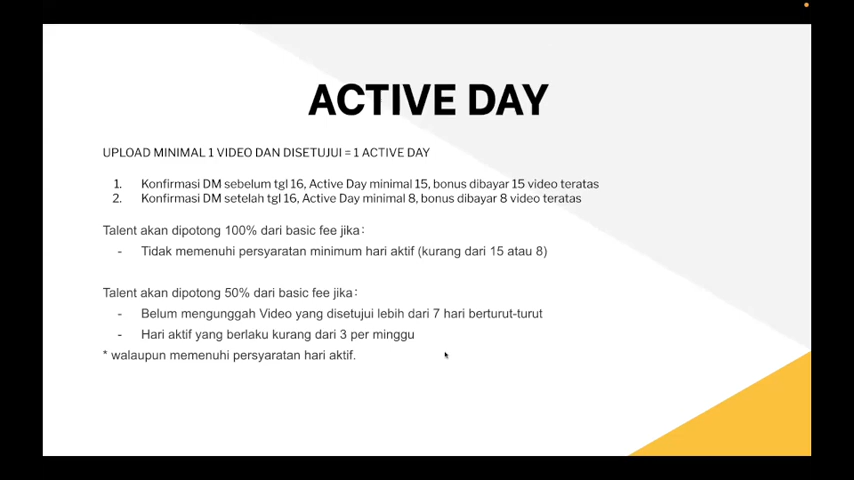 ACTIVE DAY
UPLOAD MINIMAL 1 VIDEO DAN DISETUJUI = 1 ACTIVE DAY
1. Konfirmasi DM sebelum tgl 16, Active Day minimal 15, bonus dibayar 15 video teratas
2. Konfirmasi DM setelah tgl 16, Active Day minimal 8, bonus dibayar 8 video teratas
Talent akan dipotong 100% dari basic fee jika:
- Tidak memenuhi persyaratan minimum hari aktif (kurang dari 15 atau 8)
Talent akan dipotong 50% dari basic fee jika:
- Belum mengunggah Video yang disetujui lebih dari 7 hari berturut-turut
- Hari aktif yang berlaku kurang dari 3 per minggu
* walaupun memenuhi persyaratan hari aktif.